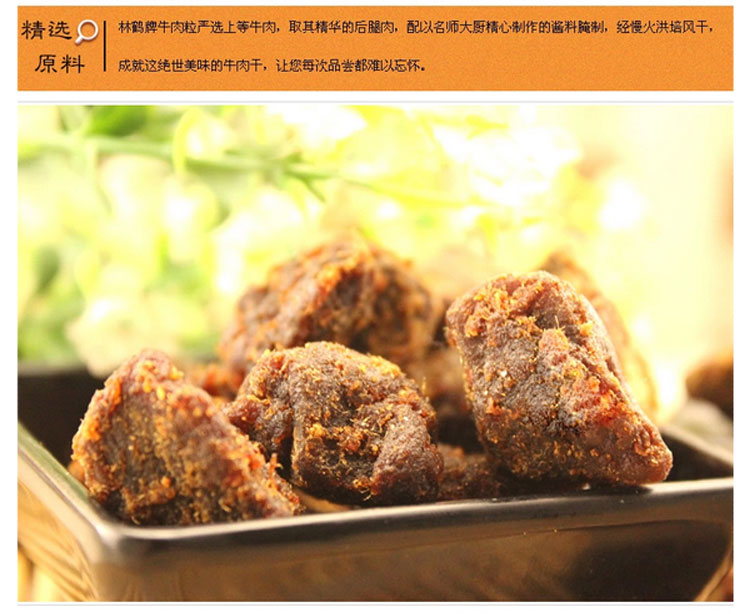 精选
原料
林鹤牌牛肉粒严选上等牛肉，取其精华的后腿肉，配以名师大厨精心制作的酱料腌制，经慢火烘焙风干，
成就这绝世美味的牛肉干，让您每次品尝都难以忘怀。